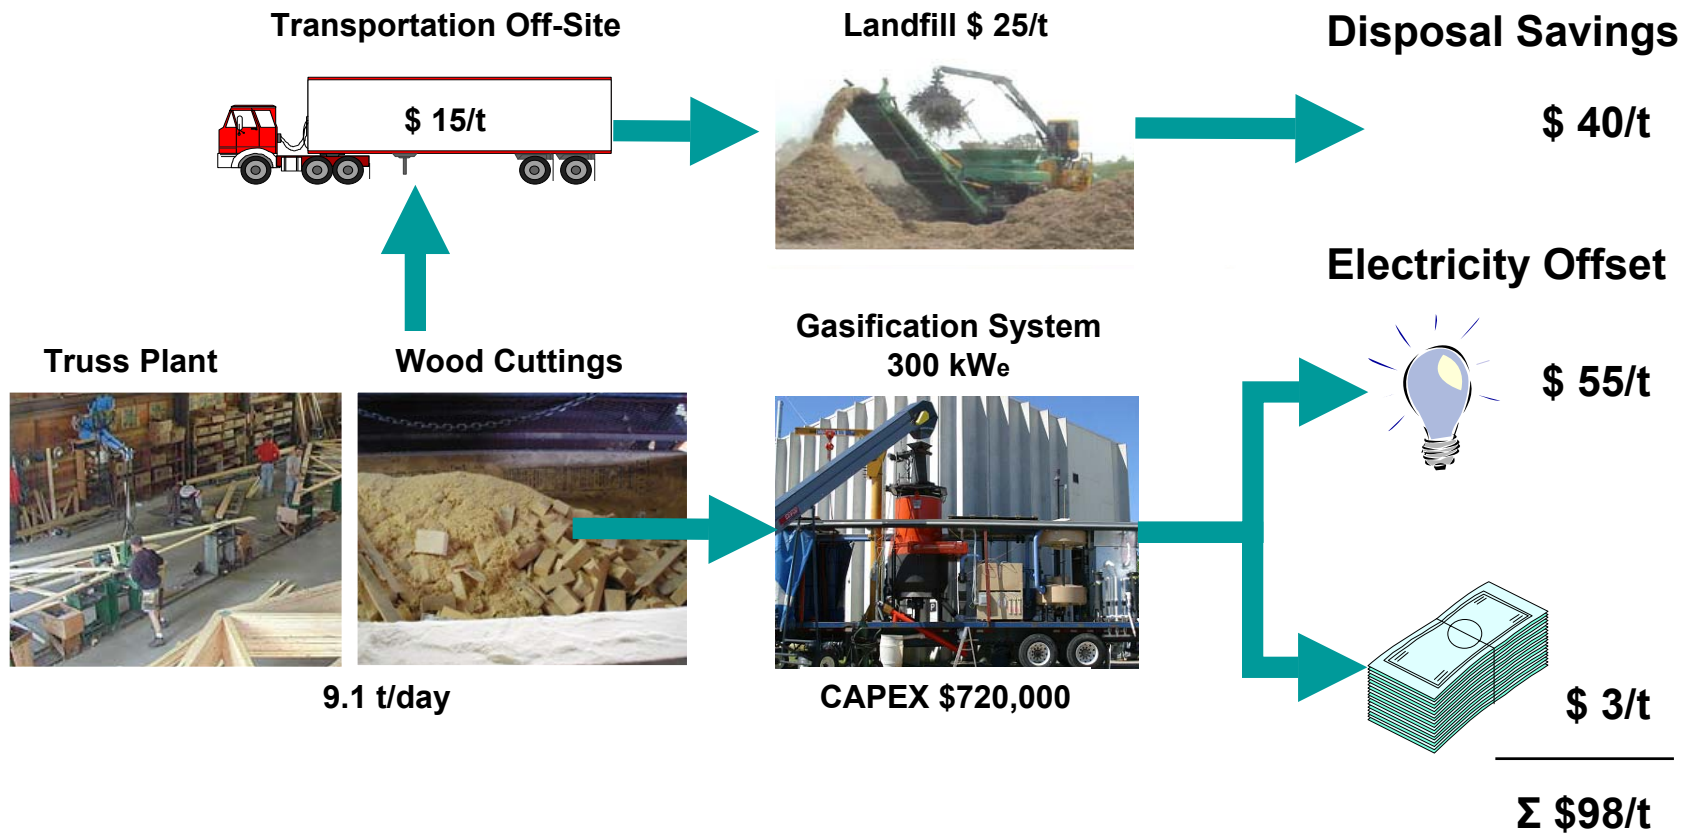 Transportation Off-Site
$ 15/t
Landfill $ 25/t
Disposal Savings
$ 40/t
Electricity Offset
$ 55/t
Truss Plant
Wood Cuttings
Gasification System
300 kWe
9.1 t/day
CAPEX $720,000
$ 3/t
Σ $98/t